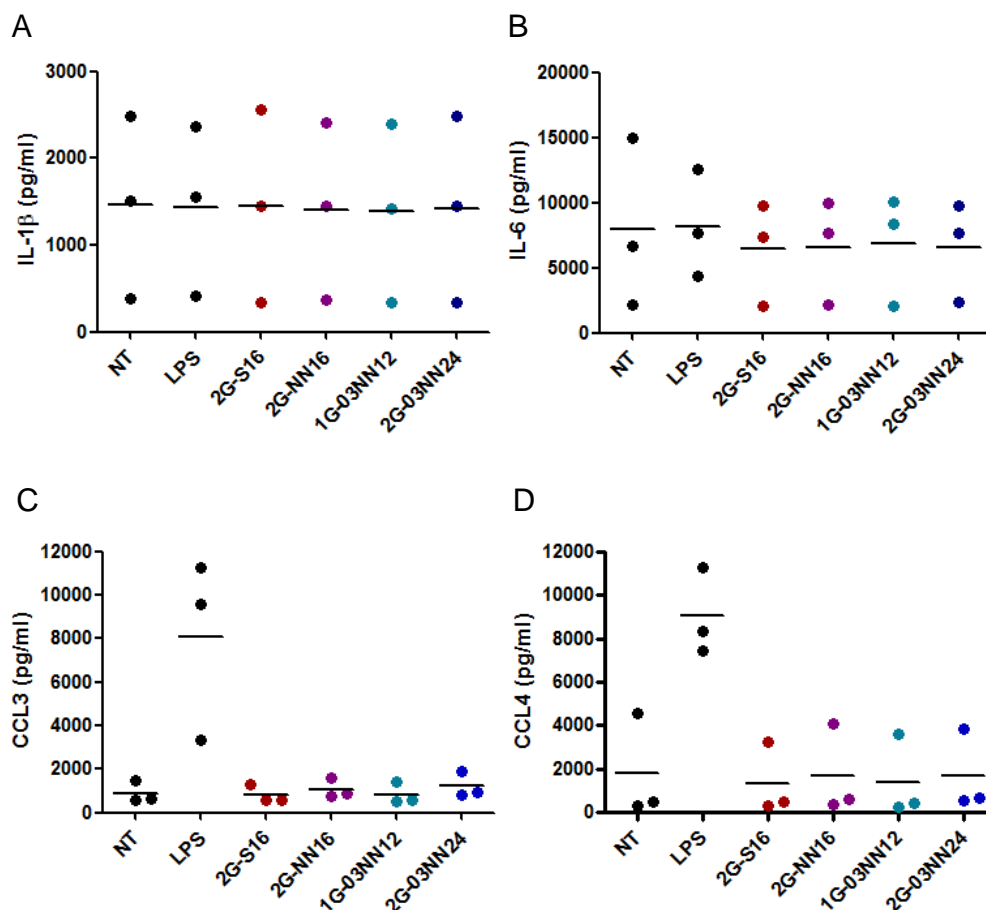 A
IL-1β (pg/ml)
3000
2000
1000
0
NT
LPS
2G-S16
2G-NN16
1G-03NN12
2G-03NN24
B
IL-6 (pg/ml)
20000
15000
10000
5000
0
NT
LPS
2G-S16
2G-NN16
1G-03NN12
2G-03NN24
C
CCL3 (pg/ml)
12000
10000
8000
6000
4000
2000
0
NT
LPS
2G-S16
2G-NN16
1G-03NN12
2G-03NN24
D
CCL4 (pg/ml)
12000
10000
8000
6000
4000
2000
0
NT
LPS
2G-S16
2G-NN16
1G-03NN12
2G-03NN24